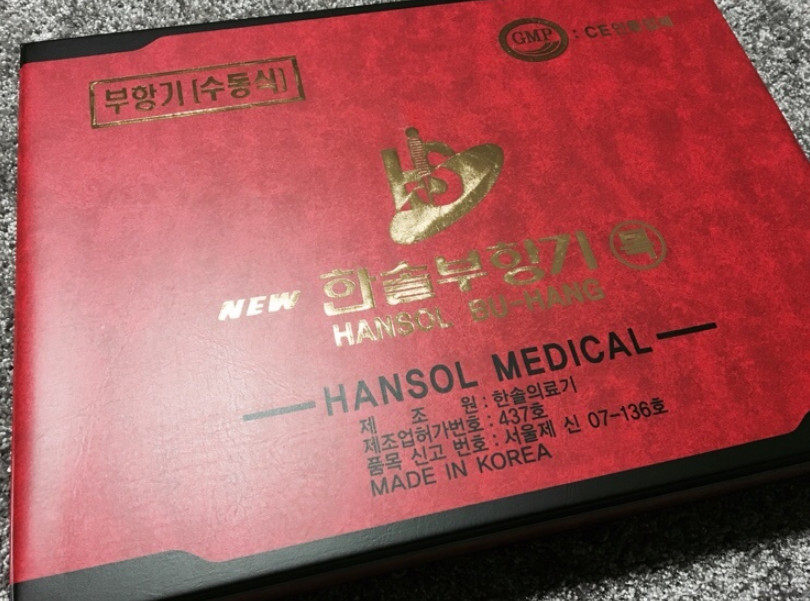 부항기(수동식)
GMP : CE인증업체
NEW 한솔부항기
HANSOL BU-HANG
HANSOL MEDICAL
제 조 원 : 한솔의료기
제조업허가번호 : 437호
품목 신고 번호 : 서울제 신 07-136호
MADE IN KOREA